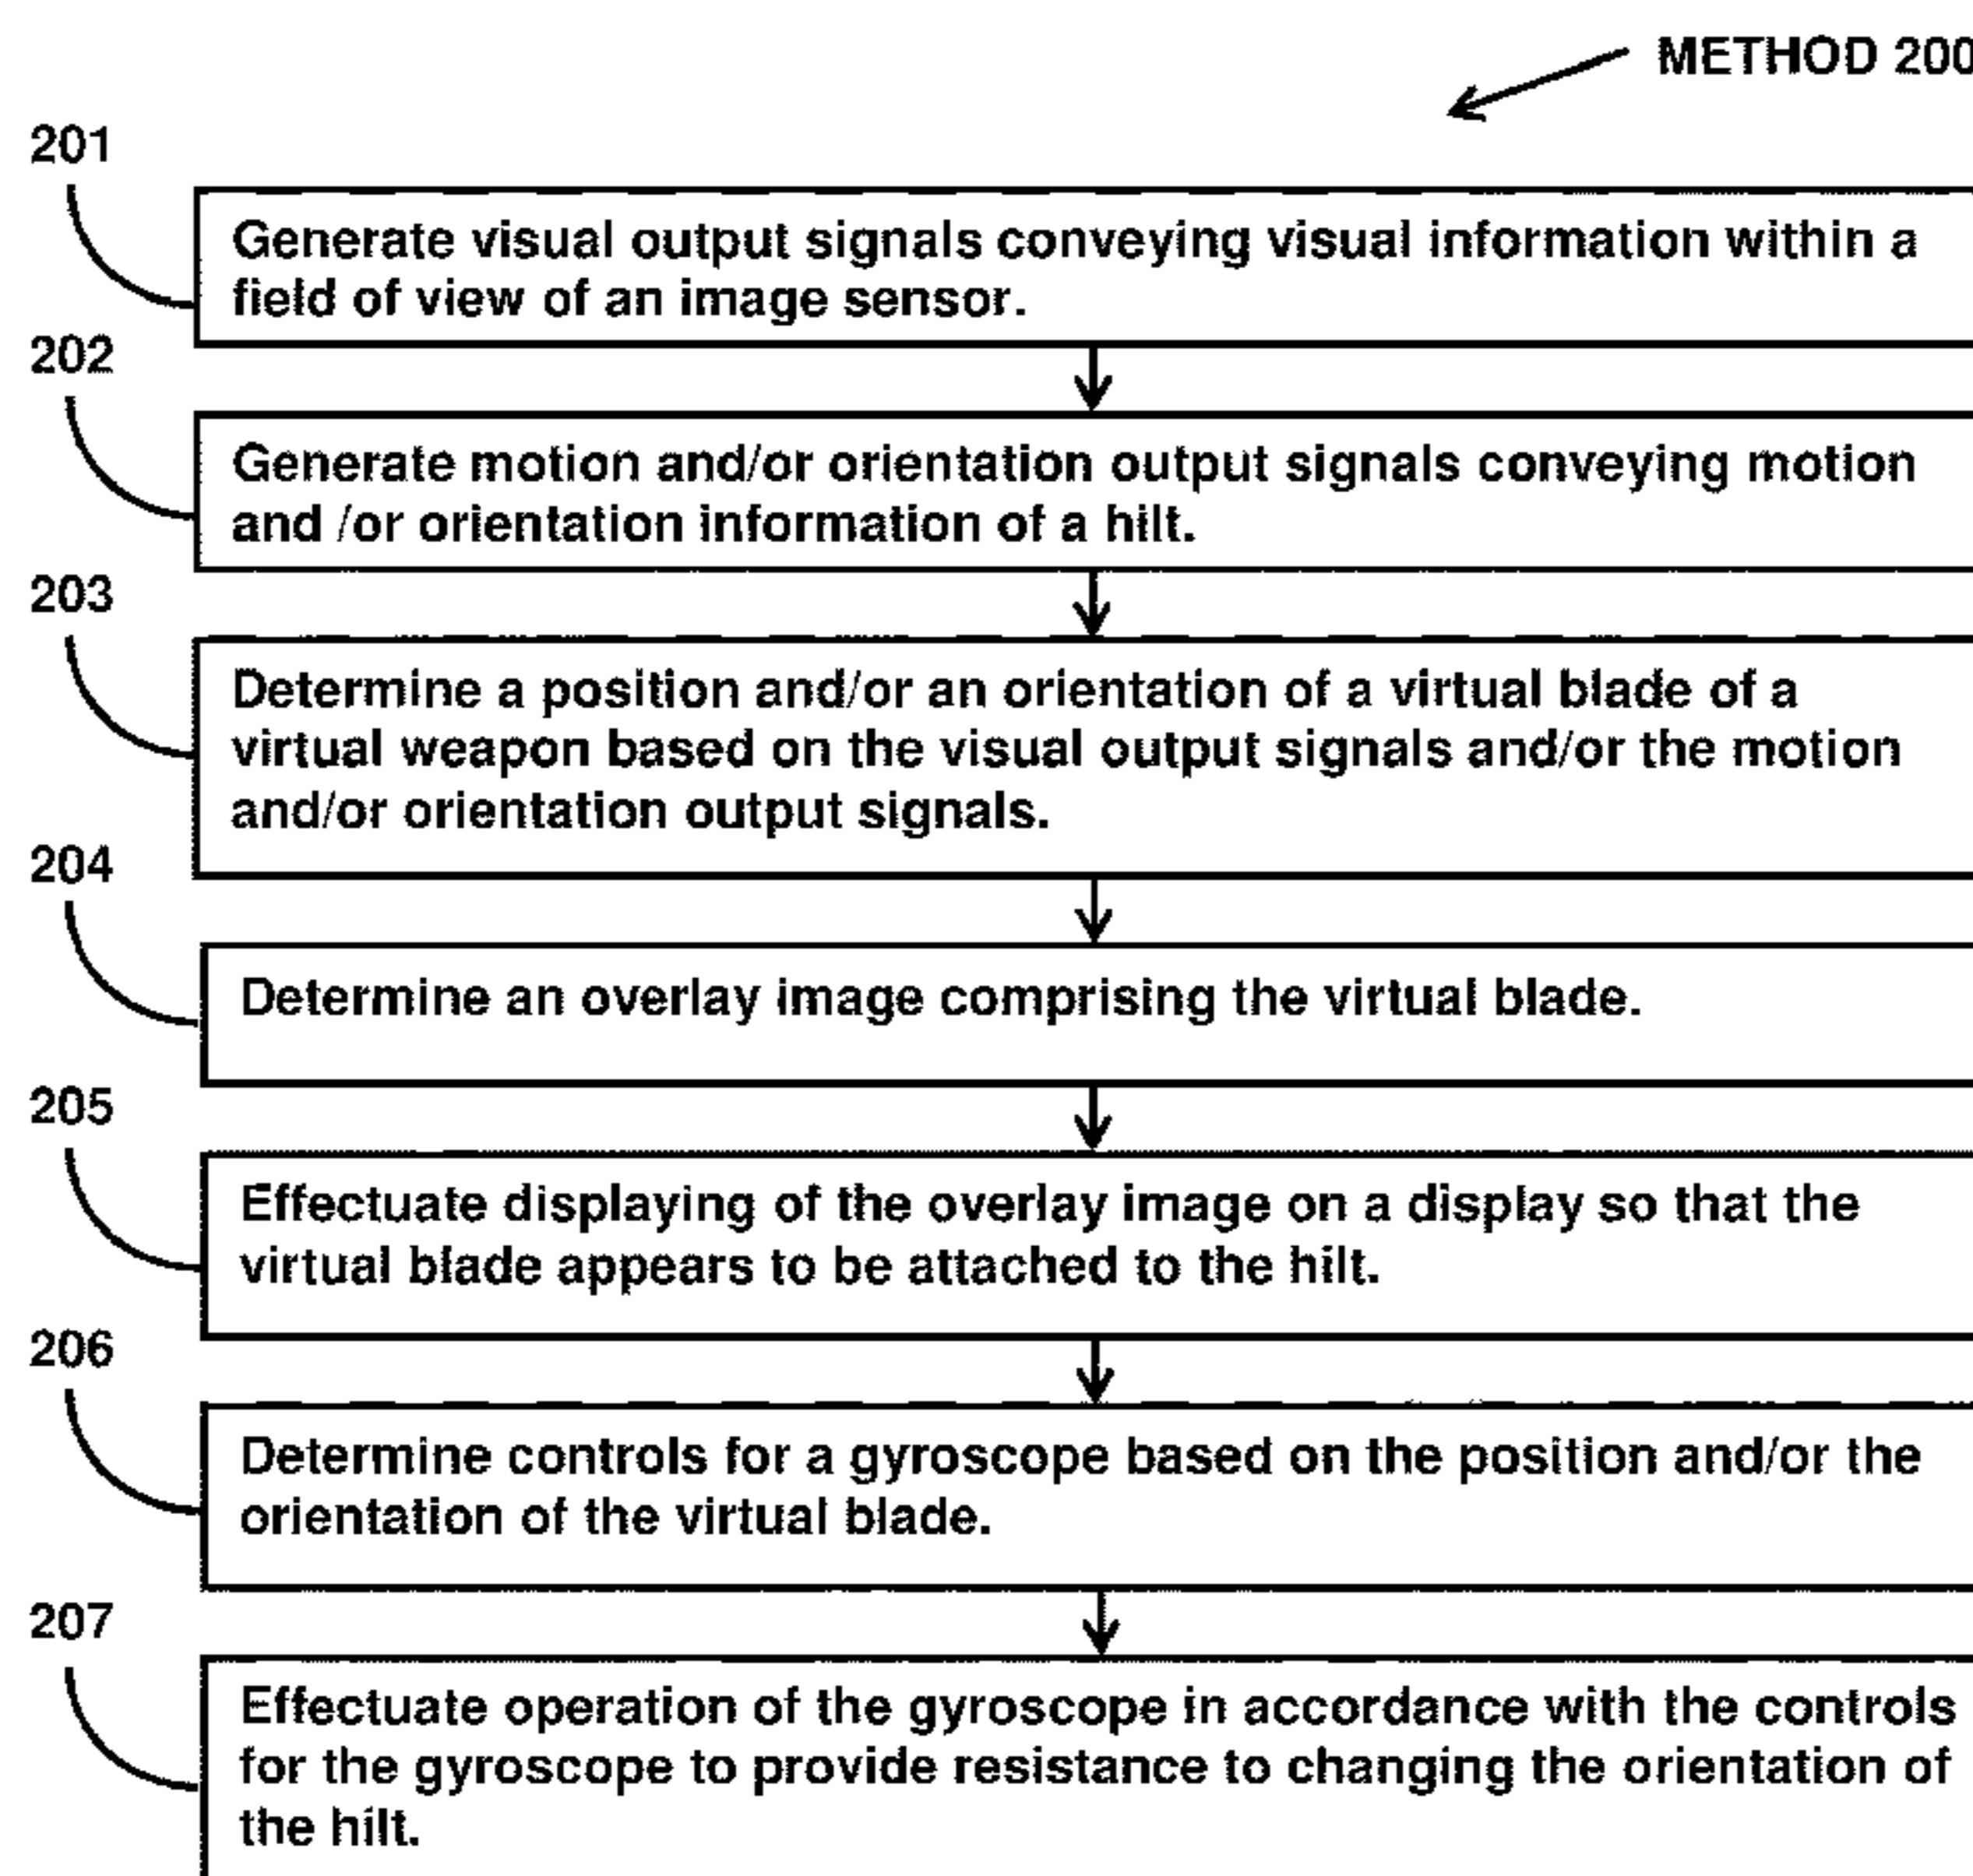 METHOD 200
201
Generate visual output signals conveying visual information within a
field of view of an image sensor.
202
Generate motion and/or orientation output signals conveying motion
and /or orientation information of a hilt.
203
Determine a position and/or an orientation of a virtual blade of a
virtual weapon based on the visual output signals and/or the motion
and/or orientation output signals.
204
Determine an overlay image comprising the virtual blade.
205
Effectuate displaying of the overlay image on a display so that the
virtual blade appears to be attached to the hilt.
206
Determine controls for a gyroscope based on the position and/or the
orientation of the virtual blade.
207
Effectuate operation of the gyroscope in accordance with the controls
for the gyroscope to provide resistance to changing the orientation of
the hilt.